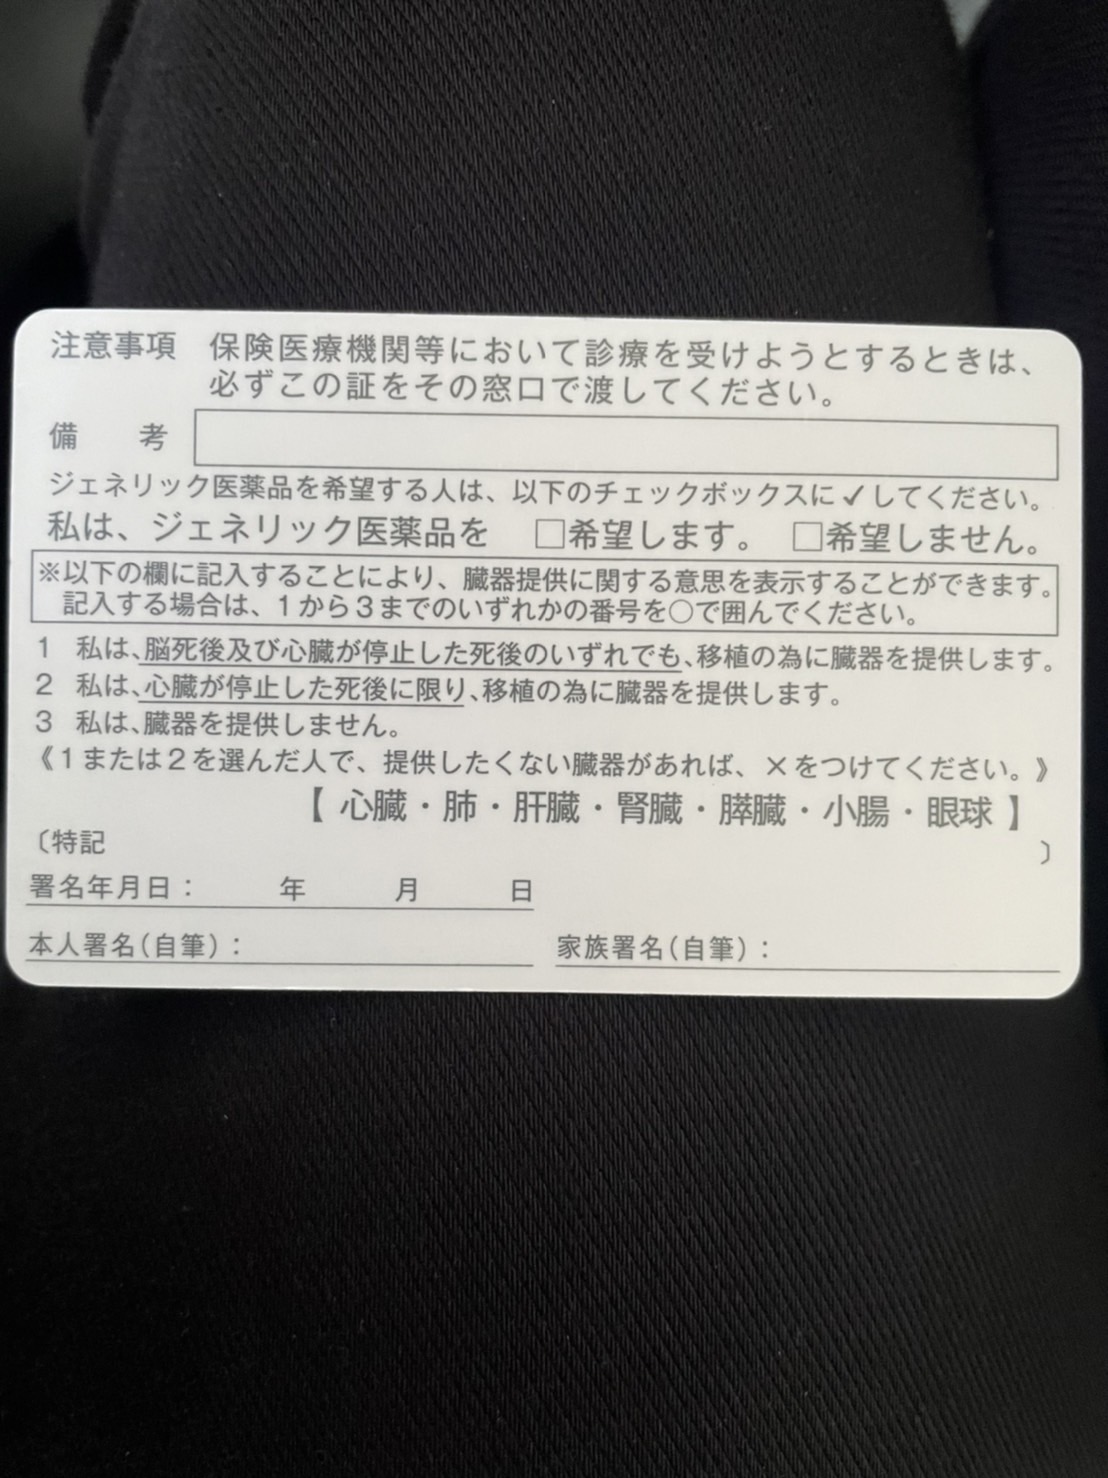 注意事項 保険医療機関等において診療を受けようとするときは、
必ずこの証をその窓口で渡してください。
備 考
ジェネリック医薬品を希望する人は、以下のチェックボックスに✓してください。
私は、ジェネリック医薬品を □希望します。 □希望しません。
※以下の欄に記入することにより、臓器提供に関する意思を表示することができます。
記入する場合は、1から3までのいずれかの番号を○で囲んでください。
1 私は、脳死後及び心臓が停止した死後のいずれでも、移植の為に臓器を提供します。
2 私は、心臓が停止した死後に限り、移植の為に臓器を提供します。
3 私は、臓器を提供しません。
《1または2を選んだ人で、提供したくない臓器があれば、×をつけてください。》
【 心臓・肺・肝臓・腎臓・膵臓・小腸・眼球 】
〔特記 〕
署名年月日： 年 月 日
本人署名(自筆)： 家族署名(自筆)：